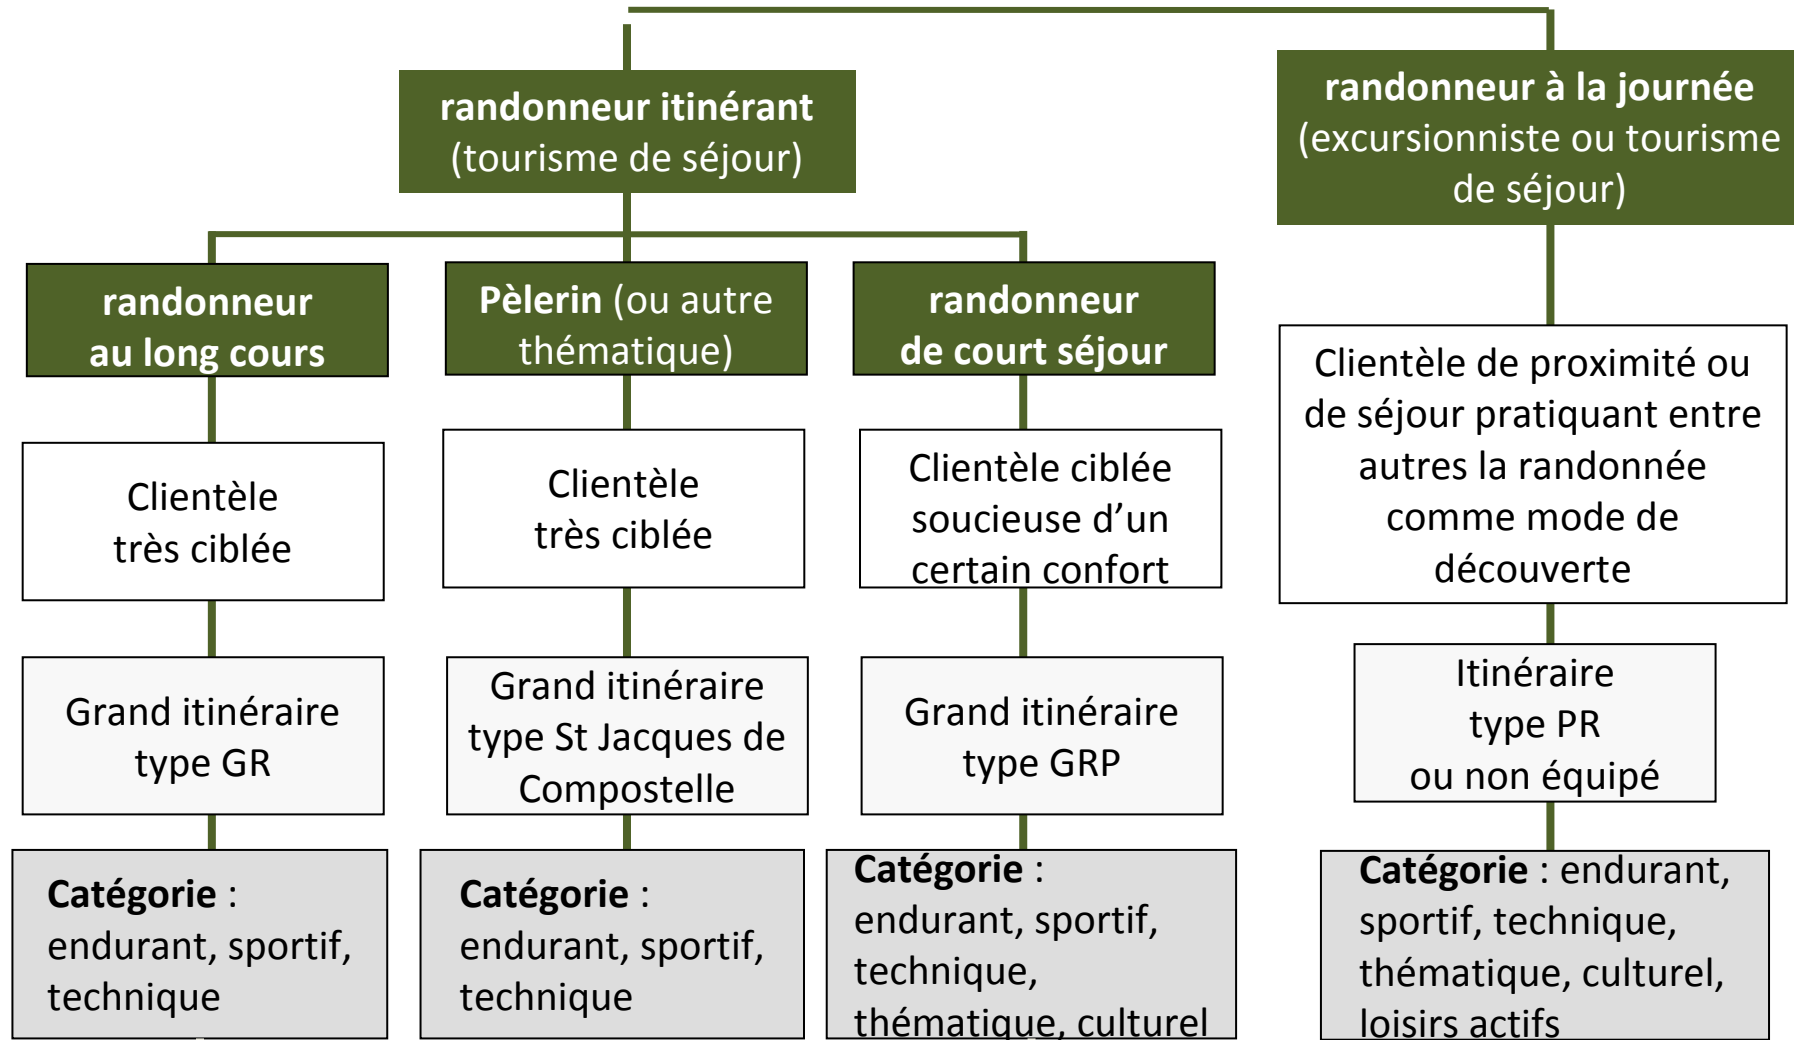 randonneur itinérant
(tourisme de séjour)
randonneur à la journée
(excursionniste ou tourisme
de séjour)
randonneur
au long cours
Pèlerin (ou autre
thématique)
randonneur
de court séjour
Clientèle
très ciblée
Clientèle
très ciblée
Clientèle ciblée
soucieuse d’un
certain confort
Clientèle de proximité ou
de séjour pratiquant entre
autres la randonnée
comme mode de
découverte
Grand itinéraire
type GR
Grand itinéraire
type St Jacques de
Compostelle
Grand itinéraire
type GRP
Itinéraire
type PR
ou non équipé
Catégorie :
endurant, sportif,
technique
Catégorie :
endurant, sportif,
technique
Catégorie :
endurant, sportif,
technique,
thématique, culturel
Catégorie : endurant,
sportif, technique,
thématique, culturel,
loisirs actifs